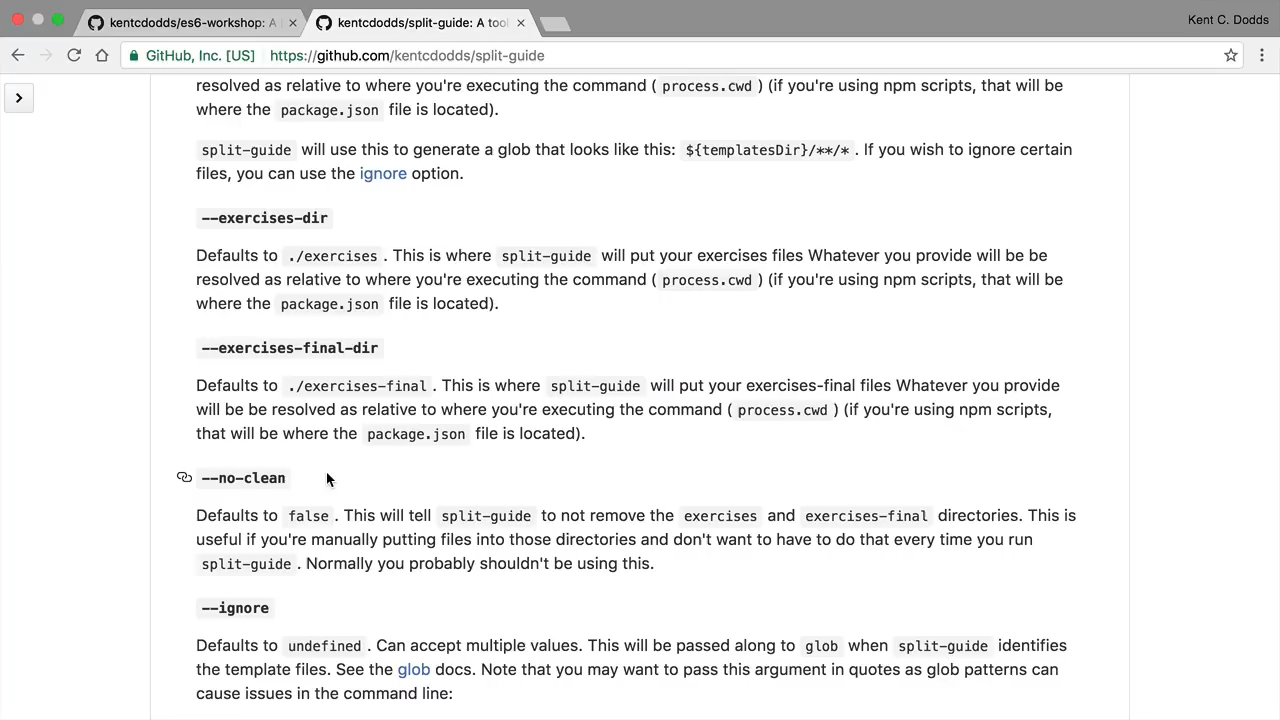 kentcdodds/es6-workshop: A
kentcdodds/split-guide: A tool
Kent C. Dodds
GitHub, Inc. [US] https://github.com/kentcdodds/split-guide
resolved as relative to where you're executing the command ( process.cwd ) (if you're using npm scripts, that will be
where the package.json file is located).
split-guide will use this to generate a glob that looks like this: ${templatesDir}/**/* . If you wish to ignore certain
files, you can use the ignore option.
--exercises-dir
Defaults to ./exercises . This is where split-guide will put your exercises files Whatever you provide will be be
resolved as relative to where you're executing the command ( process.cwd ) (if you're using npm scripts, that will be
where the package.json file is located).
--exercises-final-dir
Defaults to ./exercises-final . This is where split-guide will put your exercises-final files Whatever you provide
will be be resolved as relative to where you're executing the command ( process.cwd ) (if you're using npm scripts,
that will be where the package.json file is located).
--no-clean
Defaults to false . This will tell split-guide to not remove the exercises and exercises-final directories. This is
useful if you're manually putting files into those directories and don't want to have to do that every time you run
split-guide . Normally you probably shouldn't be using this.
--ignore
Defaults to undefined . Can accept multiple values. This will be passed along to glob when split-guide identifies
the template files. See the glob docs. Note that you may want to pass this argument in quotes as glob patterns can
cause issues in the command line: